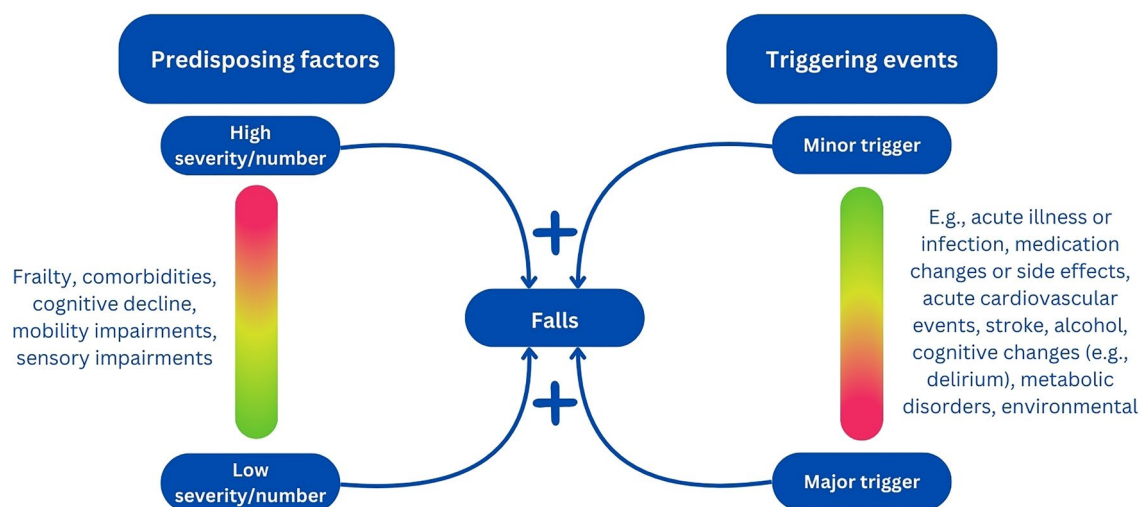 Predisposing factors
Triggering events
High
severity/number
Minor trigger
Frailty, comorbidities,
cognitive decline,
mobility impairments,
sensory impairments
+
E.g., acute illness or
infection, medication
changes or side effects,
acute cardiovascular
events, stroke, alcohol,
cognitive changes (e.g.,
delirium), metabolic
disorders, environmental
Falls
+
Low
severity/number
Major trigger